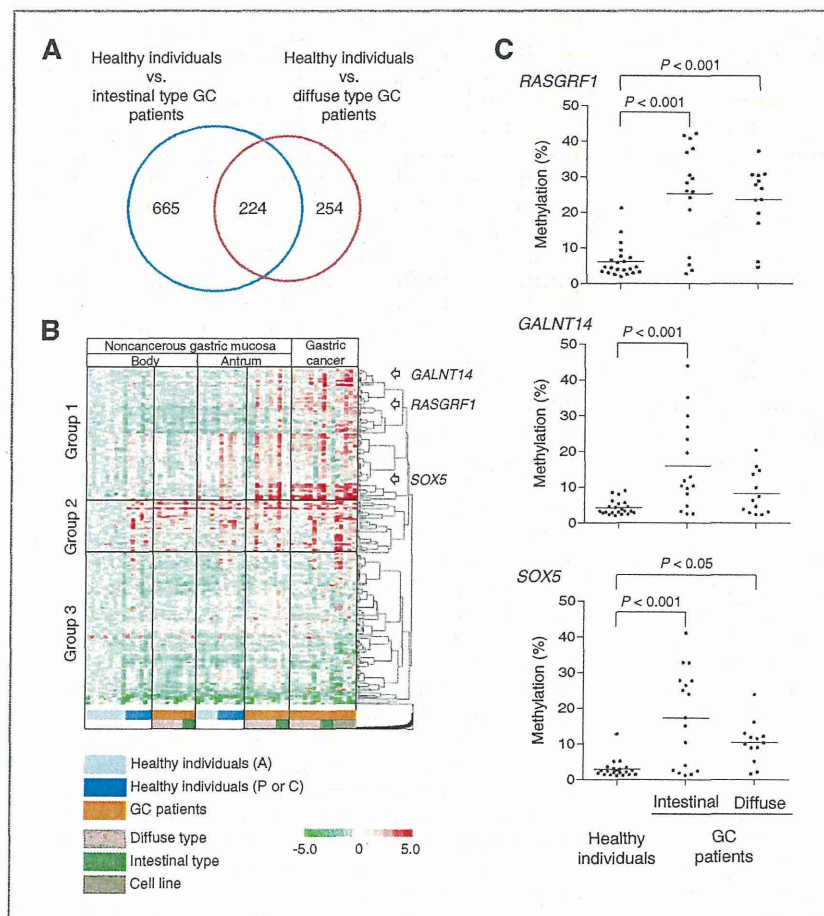 A
Healthy individuals
vs.
intestinal type GC
patients
Healthy individuals
vs.
diffuse type GC
patients
665
224
254
B
Noncancerous gastric mucosa
Gastric
cancer
Body
Antrum
Group 1
Group 2
Group 3
GALNT14
RASGRF1
SOX5
Healthy individuals (A)
Healthy individuals (P or C)
GC patients
Diffuse type
Intestinal type
Cell line
-5.0
0
5.0
C
RASGRF1
P < 0.001
P < 0.001
Methylation (%)
50
40
30
20
10
0
GALNT14
P < 0.001
Methylation (%)
50
40
30
20
10
0
SOX5
P < 0.05
P < 0.001
Methylation (%)
50
40
30
20
10
0
Intestinal
Diffuse
Healthy
individuals
GC
patients